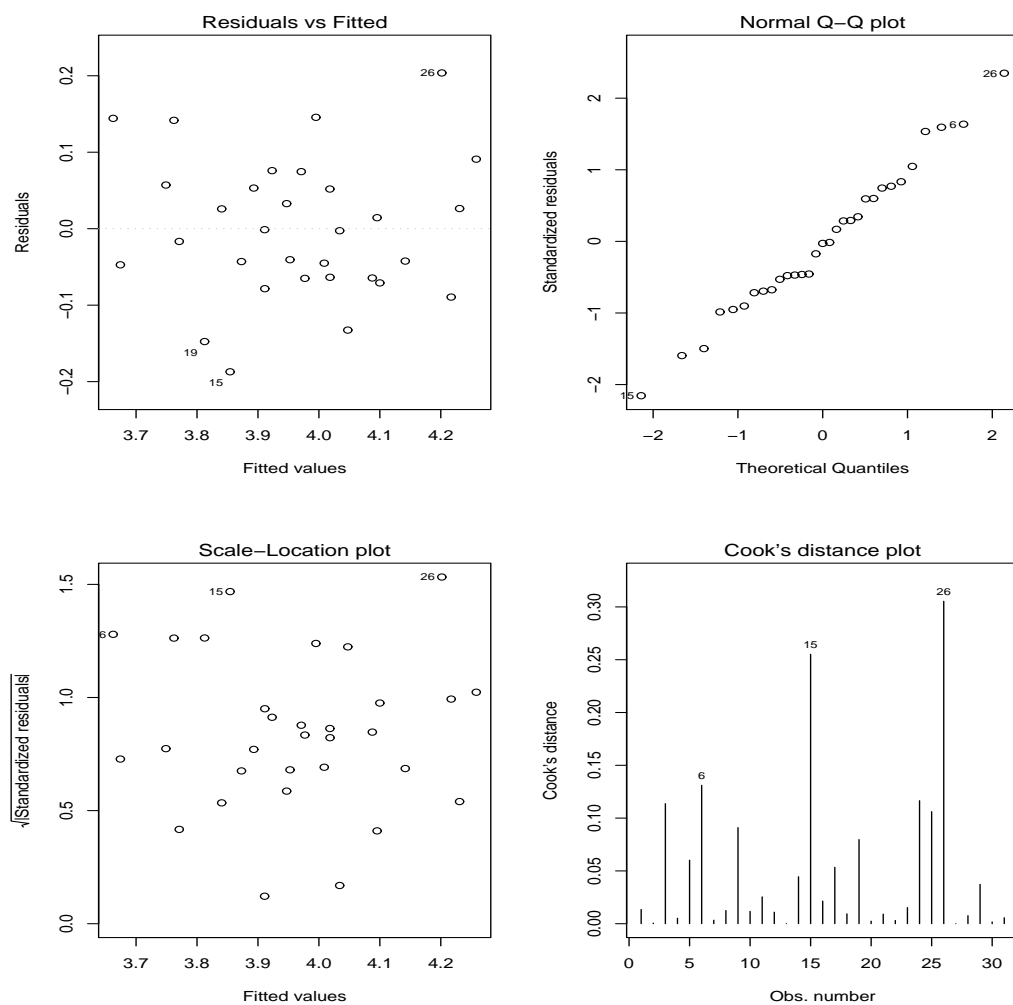 Residuals vs Fitted
Residuals
−0.2 −0.1 0.0 0.1 0.2
26
19
15
3.7 3.8 3.9 4.0 4.1 4.2
Fitted values
Normal Q−Q plot
Standardized residuals
−2 −1 0 1 2
26
6
15
−2 −1 0 1 2
Theoretical Quantiles
Scale−Location plot
√|Standardized residuals|
0.0 0.5 1.0 1.5
26
15
6
3.7 3.8 3.9 4.0 4.1 4.2
Fitted values
Cook's distance plot
Cook's distance
0.00 0.05 0.10 0.15 0.20 0.25 0.30
26
15
6
0 5 10 15 20 25 30
Obs. number